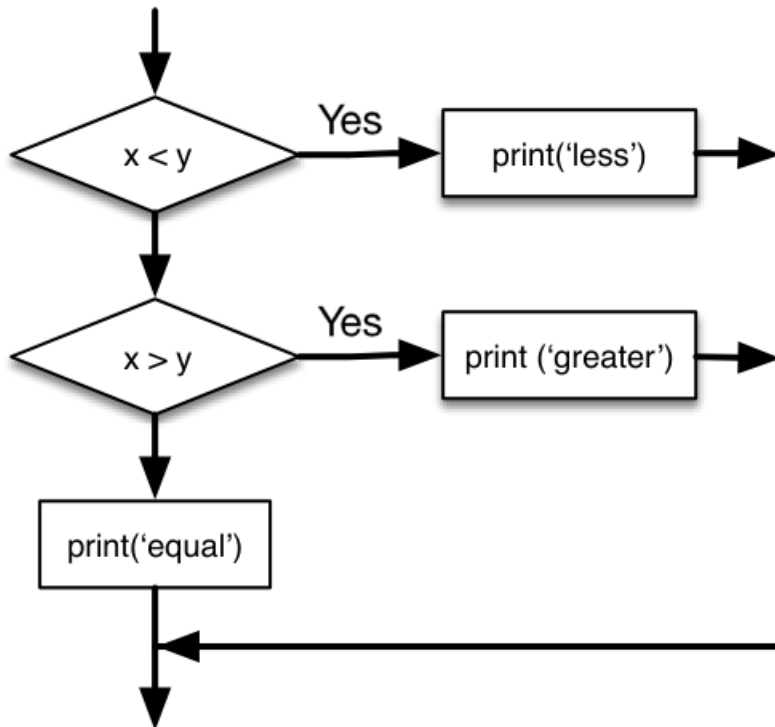 x < y
Yes
print(‘less’)
x > y
Yes
print (‘greater’)
print(‘equal’)